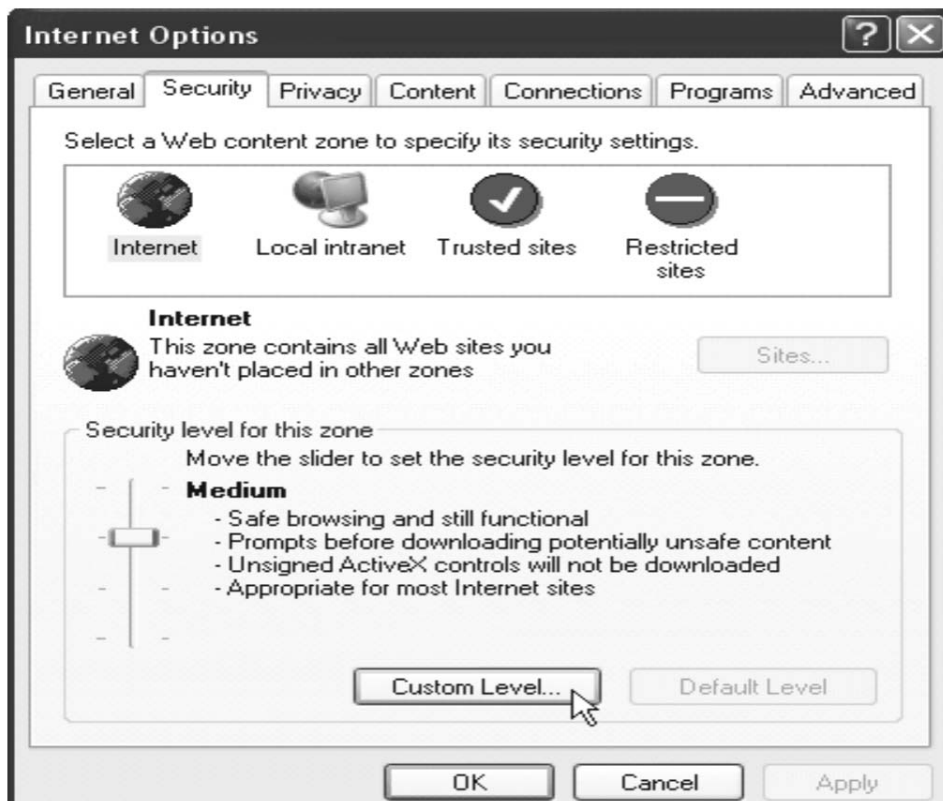 Internet Options
General Security Privacy Content Connections Programs Advanced
Select a Web content zone to specify its security settings.
Internet Local intranet Trusted sites Restricted
sites
Internet
This zone contains all Web sites you
haven't placed in other zones
Sites...
Security level for this zone
Move the slider to set the security level for this zone.
Medium
- Safe browsing and still functional
- Prompts before downloading potentially unsafe content
- Unsigned ActiveX controls will not be downloaded
- Appropriate for most Internet sites
Custom Level... Default Level
OK Cancel Apply